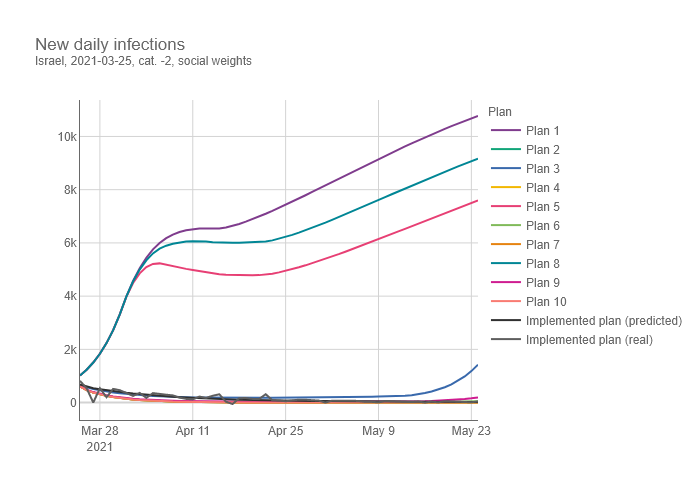 New daily infections
Israel, 2021-03-25, cat. -2, social weights
Plan
10k
8k
6k
4k
2k
0
Mar 28
2021
Apr 11
Apr 25
May 9
May 23
Plan 1
Plan 2
Plan 3
Plan 4
Plan 5
Plan 6
Plan 7
Plan 8
Plan 9
Plan 10
Implemented plan (predicted)
Implemented plan (real)